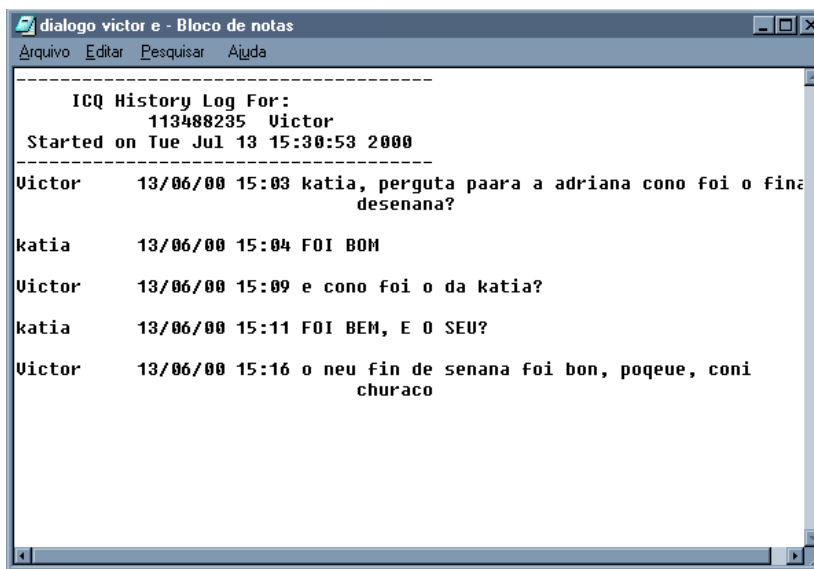 dialogo victor e - Bloco de notas
Arquivo Editar Pesquisar Ajuda
----------------------------------------
ICQ History Log For:
113488235 Victor
Started on Tue Jul 13 15:30:53 2000
----------------------------------------
Victor 13/06/00 15:03 katia, perguta paara a adriana cono foi o fina
desenana?
katia 13/06/00 15:04 FOI BOM
Victor 13/06/00 15:09 e cono foi o da katia?
katia 13/06/00 15:11 FOI BEM, E O SEU?
Victor 13/06/00 15:16 o neu fin de senana foi bon, poqeue, coni
churaco